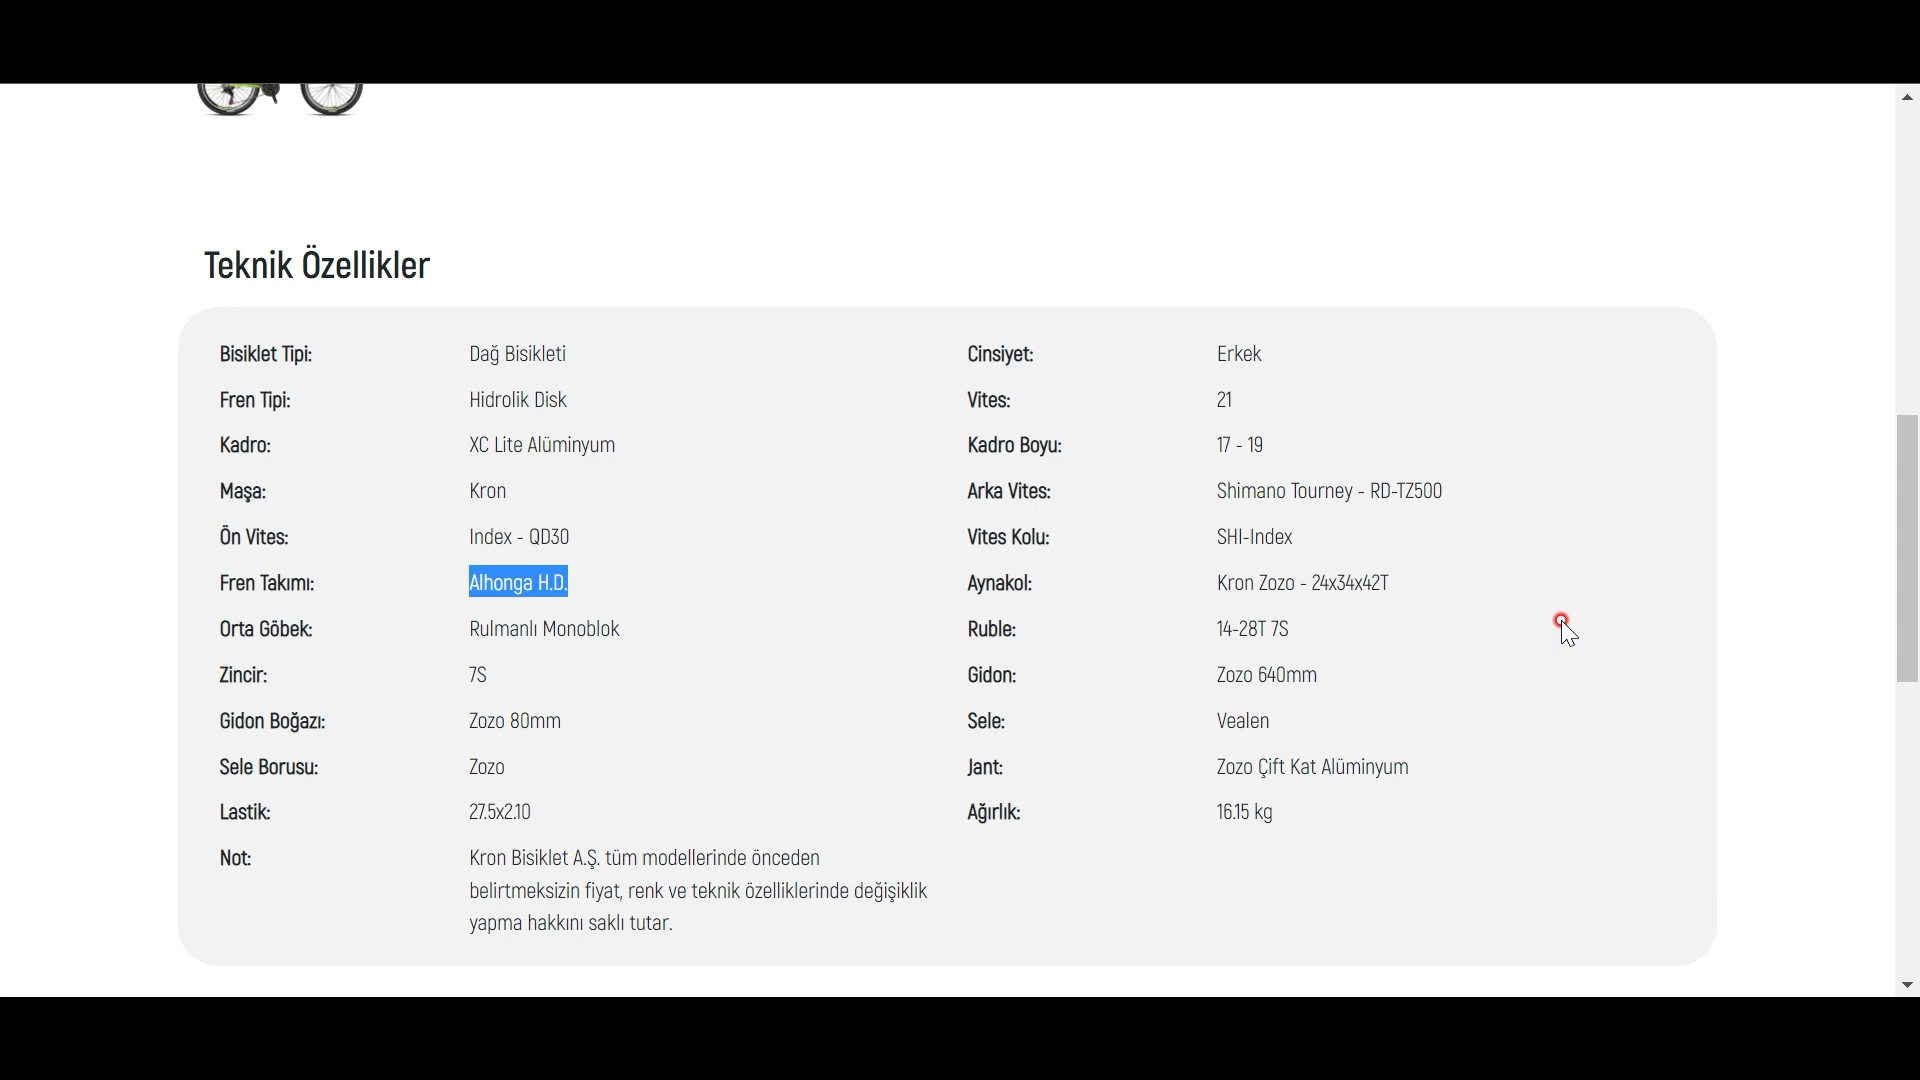 Teknik Özellikler
Bisiklet Tipi: Dağ Bisikleti Cinsiyet: Erkek
Fren Tipi: Hidrolik Disk Vites: 21
Kadro: XC Lite Alüminyum Kadro Boyu: 17 - 19
Maşa: Kron Arka Vites: Shimano Tourney - RD-TZ500
Ön Vites: Index - QD30 Vites Kolu: SHI-Index
Fren Takımı: Alhonga H.D. Aynakol: Kron Zozo - 24x34x42T
Orta Göbek: Rulmanlı Monoblok Ruble: 14-28T 7S
Zincir: 7S Gidon: Zozo 640mm
Gidon Boğazı: Zozo 80mm Sele: Vealen
Sele Borusu: Zozo Jant: Zozo Çift Kat Alüminyum
Lastik: 27.5x2.10 Ağırlık: 16.15 kg
Not: Kron Bisiklet A.Ş. tüm modellerinde önceden
belirtmeksizin fiyat, renk ve teknik özelliklerinde değişiklik
yapma hakkını saklı tutar.